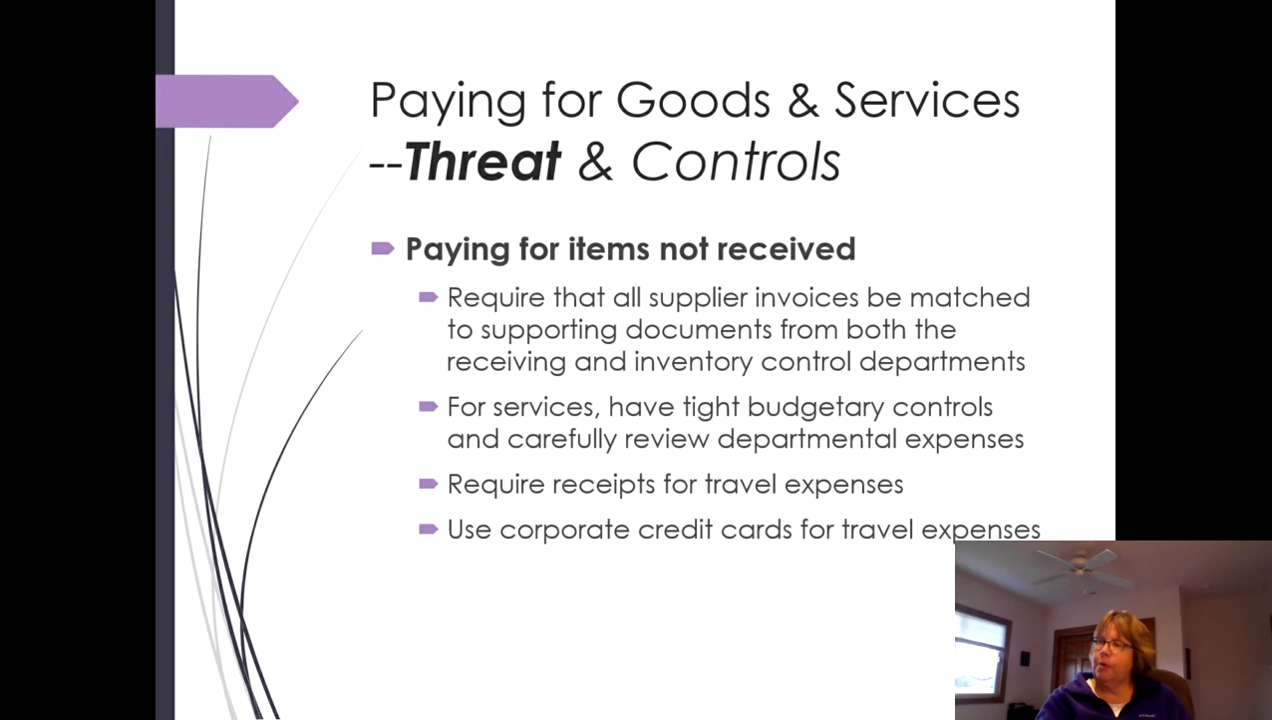 Paying for Goods & Services
--Threat & Controls
Paying for items not received
Require that all supplier invoices be matched
to supporting documents from both the
receiving and inventory control departments
For services, have tight budgetary controls
and carefully review departmental expenses
Require receipts for travel expenses
Use corporate credit cards for travel expenses